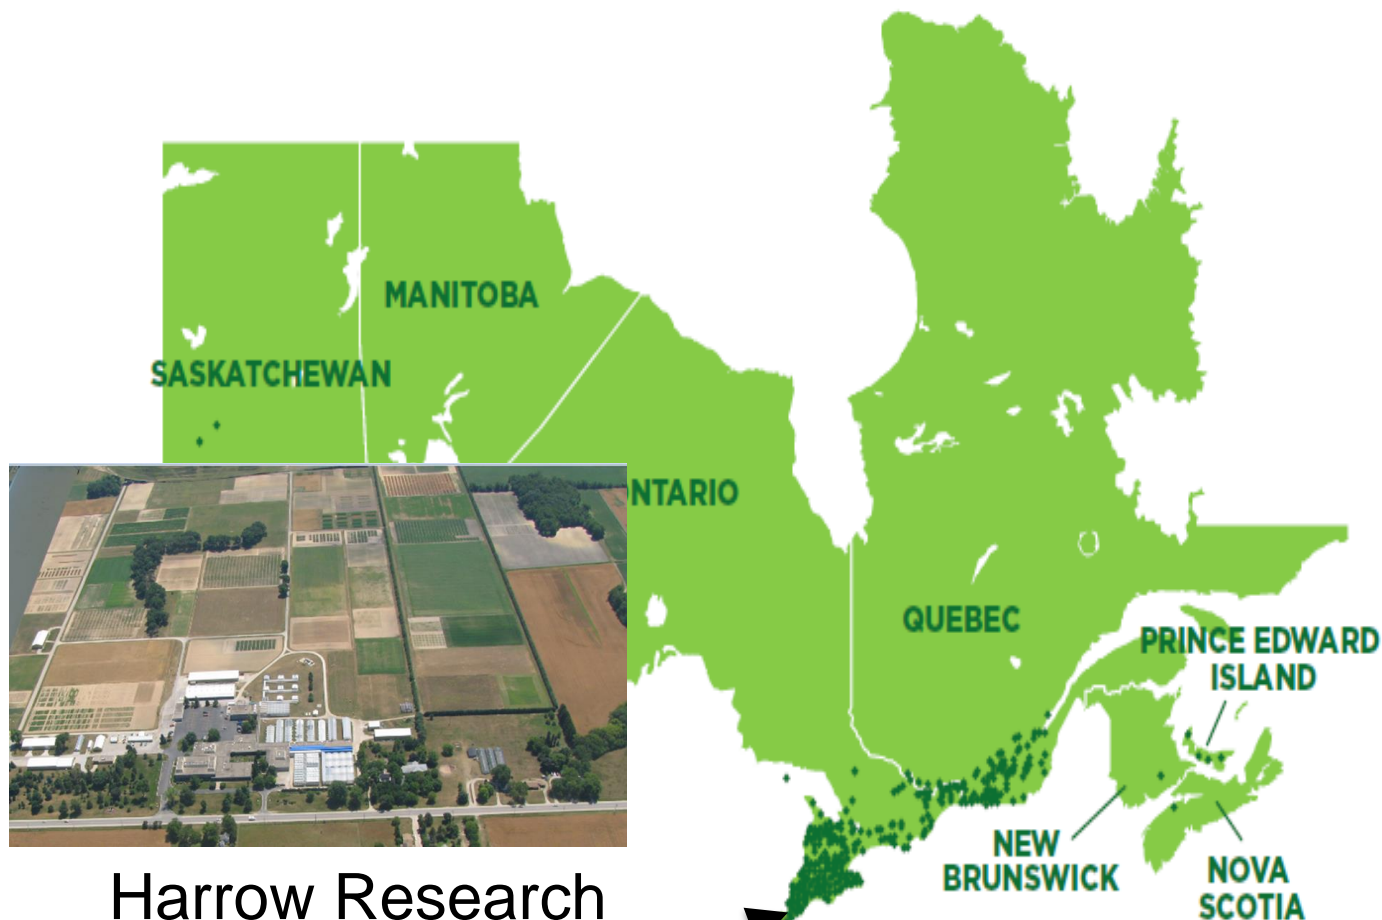 MANITOBA
SASKATCHEWAN
NTARIO
QUEBEC
PRINCE EDWARD
ISLAND
NEW
BRUNSWICK
NOVA
SCOTIA
Harrow Research